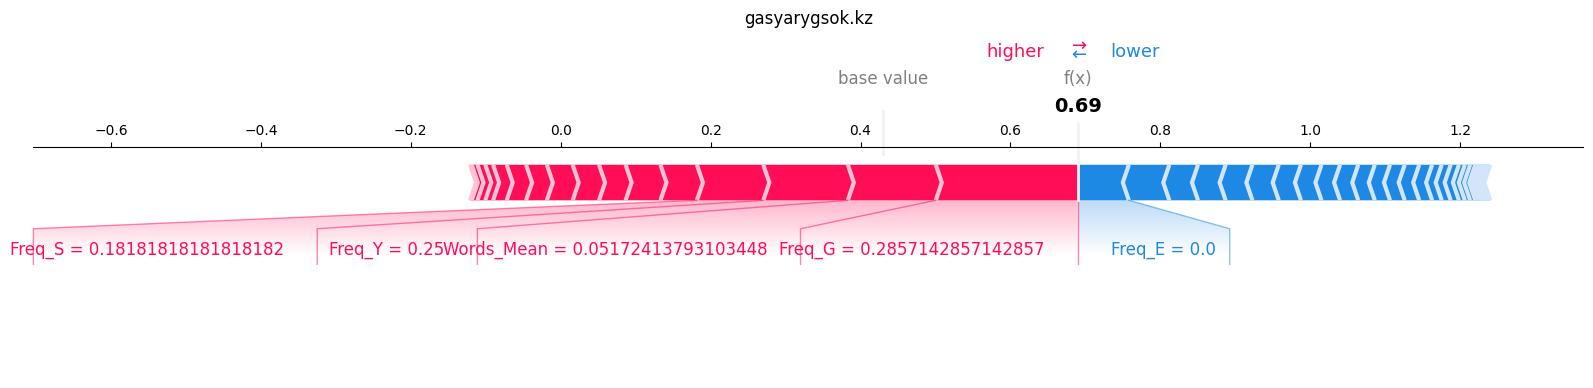 gasyarygsok.kz
higher ⇄ lower
base value f(x)
0.69
−0.6 −0.4 −0.2 0.0 0.2 0.4 0.6 0.8 1.0 1.2
Freq_S = 0.18181818181818182 Freq_Y = 0.25 Words_Mean = 0.05172413793103448 Freq_G = 0.2857142857142857 Freq_E = 0.0